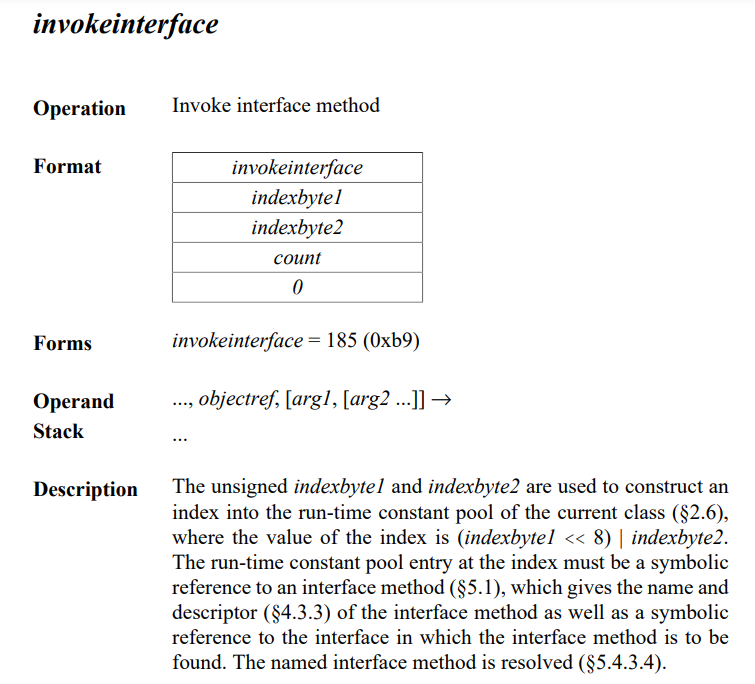 invokeinterface
Operation Invoke interface method
Format invokeinterface
indexbyte1
indexbyte2
count
0
Forms invokeinterface = 185 (0xb9)
Operand ..., objectref, [arg1, [arg2 ...]] →
Stack ...
Description The unsigned indexbyte1 and indexbyte2 are used to construct an
index into the run-time constant pool of the current class (§2.6),
where the value of the index is (indexbyte1 << 8) | indexbyte2.
The run-time constant pool entry at the index must be a symbolic
reference to an interface method (§5.1), which gives the name and
descriptor (§4.3.3) of the interface method as well as a symbolic
reference to the interface in which the interface method is to be
found. The named interface method is resolved (§5.4.3.4).